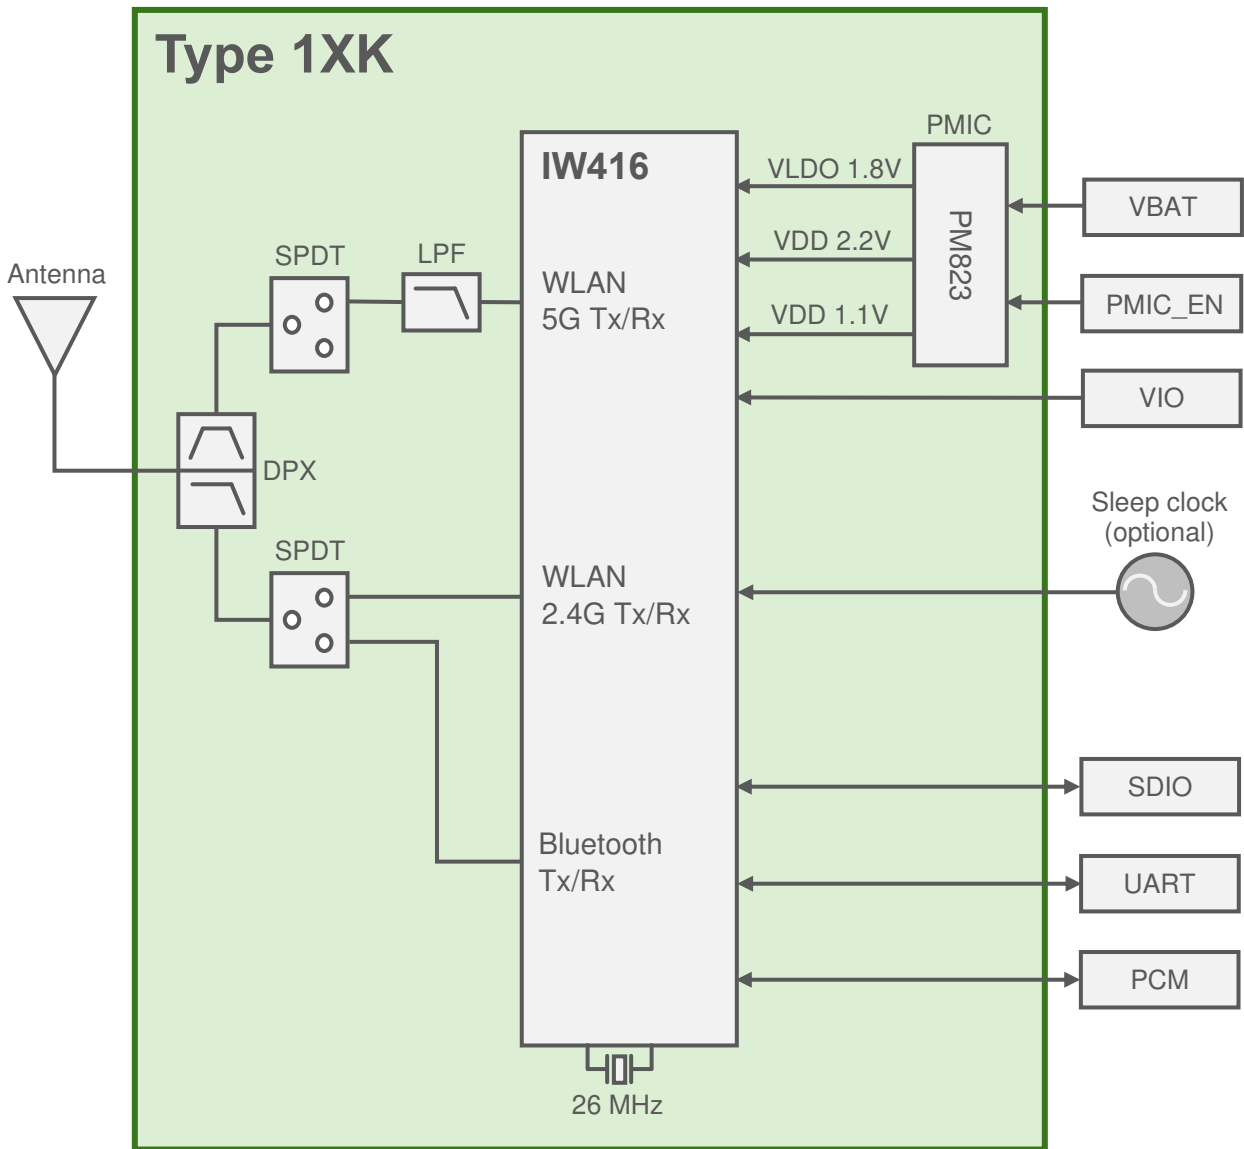 Type 1XK
PMIC
IW416
VLDO 1.8V
PM823
VBAT
VDD 2.2V
SPDT
LPF
Antenna
WLAN
5G Tx/Rx
PMIC_EN
VDD 1.1V
VIO
DPX
Sleep clock
(optional)
SPDT
WLAN
2.4G Tx/Rx
SDIO
Bluetooth
Tx/Rx
UART
PCM
26 MHz